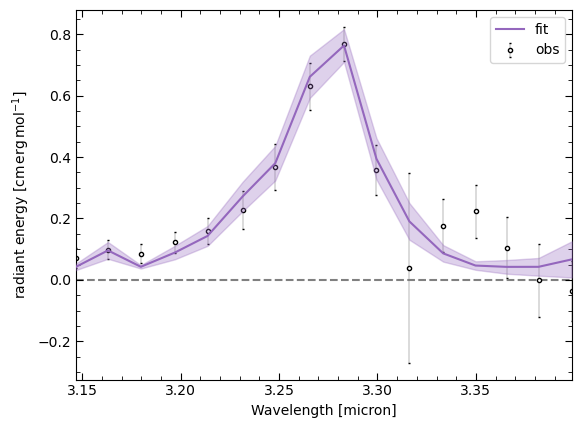 fit
obs
0.8
0.6
0.4
0.2
0.0
−0.2
radiant energy [cm erg mol⁻¹]
3.15 3.20 3.25 3.30 3.35
Wavelength [micron]